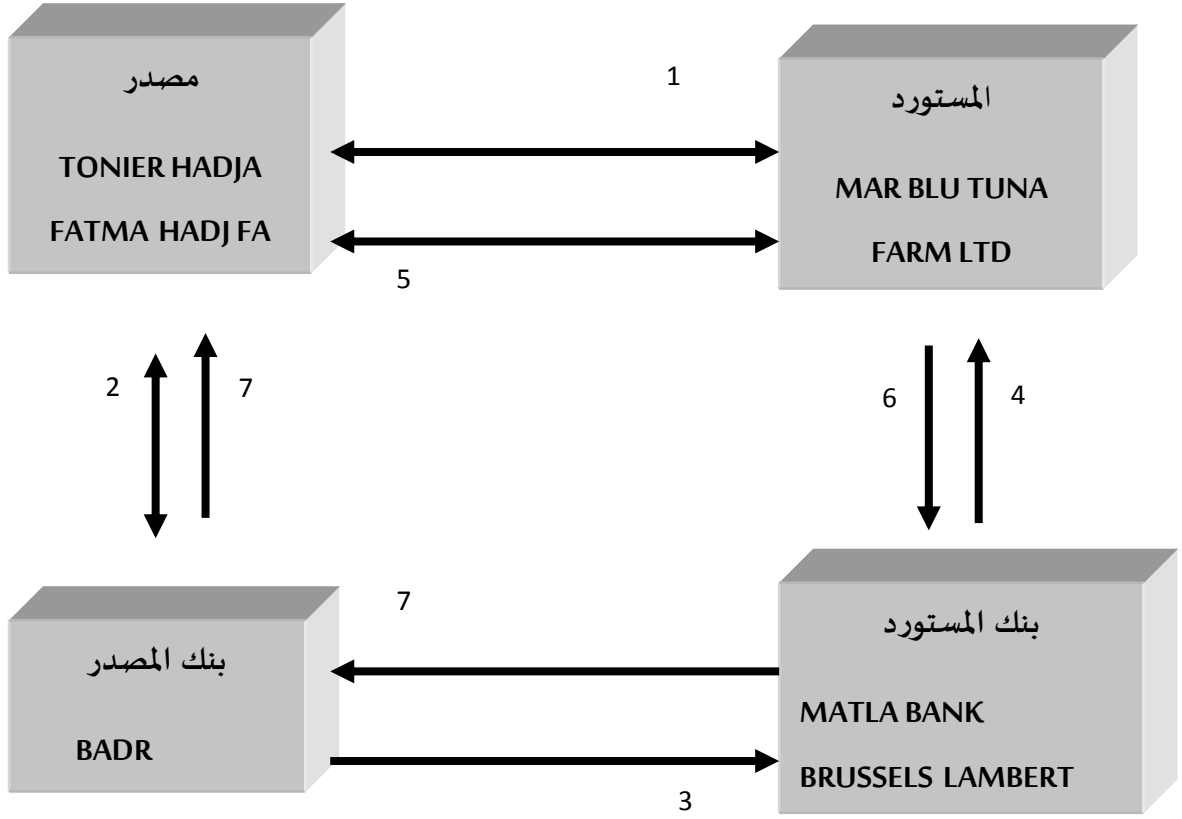 مصدر
TONIER HADJA
FATMA HADJ FA
1
5
المستورد
MAR BLU TUNA
FARM LTD
2
7
6
4
بنك المصدر
BADR
7
3
بنك المستورد
MATLA BANK
BRUSSELS LAMBERT